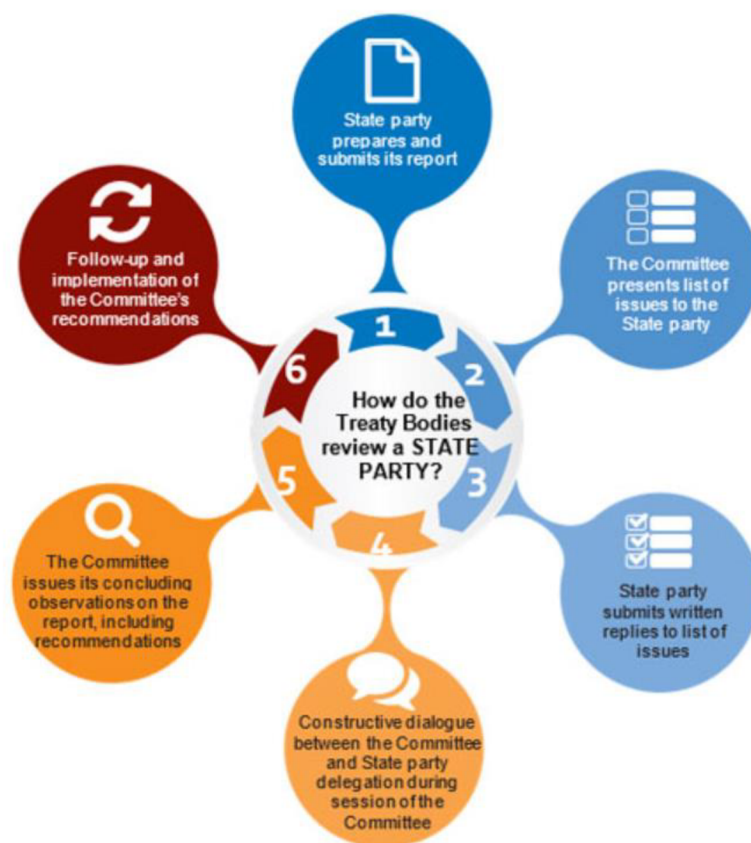 State party
prepares and
submits its report
The Committee
presents list of
issues to the
State party
State party
submits written
replies to list of
issues
Constructive dialogue
between the Committee
and State party
delegation during
session of the
Committee
The Committee
issues its concluding
observations on the
report, including
recommendations
Follow-up and
implementation of
the Committee's
recommendations
1
2
3
4
5
6
How do the
Treaty Bodies
review a STATE
PARTY?